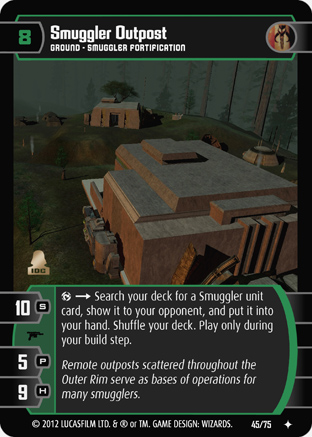 8
Smuggler Outpost
GROUND - SMUGGLER FORTIFICATION
IDC
10 S
5 P
9 H
Search your deck for a Smuggler unit
card, show it to your opponent, and put it into
your hand. Shuffle your deck. Play only during
your build step.
Remote outposts scattered throughout the
Outer Rim serve as bases of operations for
many smugglers.
© 2012 LUCASFILM LTD. & ® OR TM. GAME DESIGN: WIZARDS.
45/75